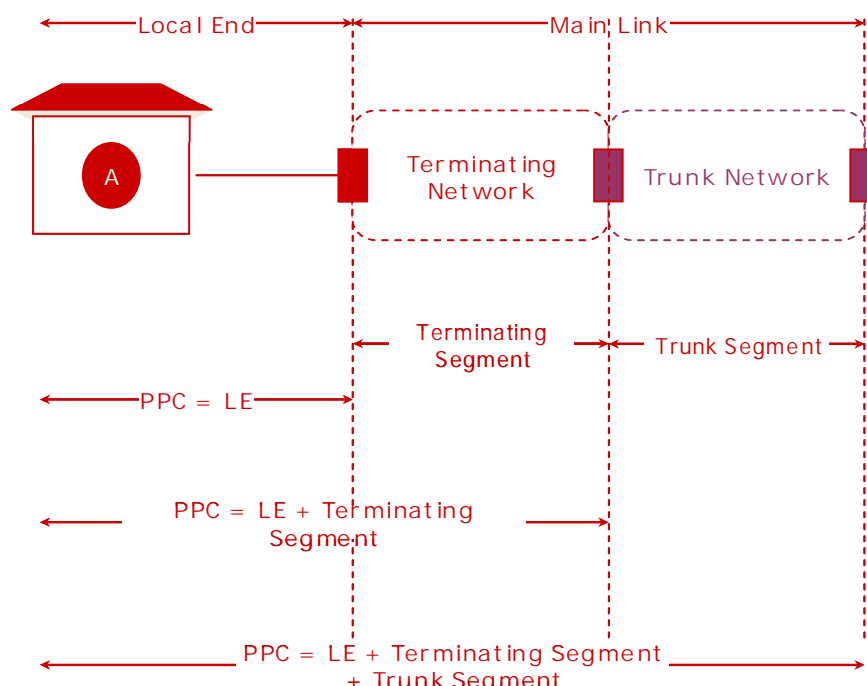 Local End
Main Link
A
Terminating
Network
Trunk Network
Terminating
Segment
Trunk Segment
PPC = LE
PPC = LE + Terminating
Segment
PPC = LE + Terminating Segment
+ Trunk Segment